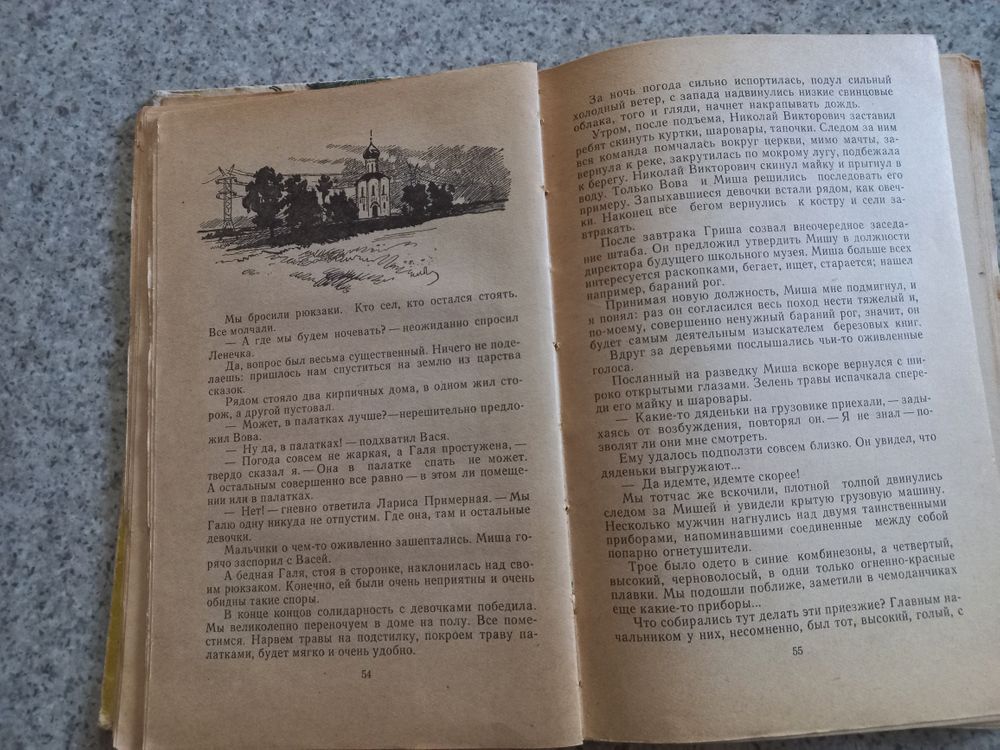 Мы бросили рюкзаки. Кто сел, кто остался стоять.
Все молчали.
— А где мы будем ночевать? — неожиданно спросил
Ленечка.
Да, вопрос был весьма существенный. Ничего не поде-
лаешь: пришлось нам спуститься на землю из царства
сказок.
Рядом стояло два кирпичных дома, в одном жил сто-
рож, а другой пустовал.
— Может, в палатках лучше? — нерешительно предло-
жил Вова.
— Ну да, в палатках! — подхватил Вася.
— Погода совсем не жаркая, а Галя простужена, —
твердо сказал я. — Она в палатке спать не может.
А остальным совершенно все равно — в этом ли помеще-
нии или в палатках.
— Нет! — гневно ответила Лариса Примерная. — Мы
Галю одну никуда не отпустим. Где она, там и остальные
девочки.
Мальчики о чем-то оживленно зашептались. Миша го-
рячо заспорил с Васей.
А бедная Галя, стоя в сторонке, наклонилась над сво-
им рюкзаком. Конечно, ей были очень неприятны и очень
обидны такие споры.
В конце концов солидарность с девочками победила.
Мы великолепно переночуем в доме на полу. Все поме-
стимся. Нарвем травы на подстилку, покроем траву па-
латками, будет мягко и очень удобно.
54
За ночь погода сильно испортилась, подул сильный
холодный ветер, с запада надвинулись низкие свинцовые
облака, того и гляди, начнет накрапывать дождь.
Утром, после подъема, Николай Викторович заставил
ребят скинуть куртки, шаровары, тапочки. Следом за ним
вся команда помчалась вокруг церкви, мимо мачты, за-
вернула к реке, закрутилась по мокрому лугу, подбежала
к берегу. Николай Викторович скинул майку и прыгнул в
воду. Только Вова и Миша решились последовать его
примеру. Запыхавшиеся девочки встали рядом, как овеч-
ки. Наконец все бегом вернулись к костру и сели за-
втракать.
После завтрака Гриша созвал внеочередное заседа-
ние штаба. Он предложил утвердить Мишу в должности
директора будущего школьного музея. Миша больше всех
интересуется раскопками, бегает, ищет, старается; нашел
например, бараний рог.
Принимая новую должность, Миша мне подмигнул, и
я понял: раз он согласился весь поход нести тяжелый и,
по-моему, совершенно ненужный бараний рог, значит, он
будет самым деятельным изыскателем березовых книг.
Вдруг за деревьями послышались чьи-то оживленные
голоса.
Посланный на разведку Миша вскоре вернулся с ши-
роко открытыми глазами. Зелень травы испачкала спере-
ди его майку и шаровары.
— Какие-то дяденьки на грузовике приехали, — зады-
хаясь от возбуждения, повторял он. — Я не знал — по-
зволят ли они мне смотреть.
Ему удалось подползти совсем близко. Он увидел, что
дяденьки выгружают...
— Да идемте, идемте скорее!
Мы тотчас же вскочили, плотной толпой двинулись
следом за Мишей и увидели крытую грузовую машину.
Несколько мужчин нагнулись над двумя таинственными
приборами, напоминавшими соединенные между собой
попарно огнетушители.
Трое было одето в синие комбинезоны, а четвертый,
высокий, черноволосый, в одни только огненно-красные
плавки. Мы подошли поближе, заметили в чемоданчиках
еще какие-то приборы...
Что собирались тут делать эти приезжие? Главным на-
чальником у них, несомненно, был тот, высокий, голый, с
55